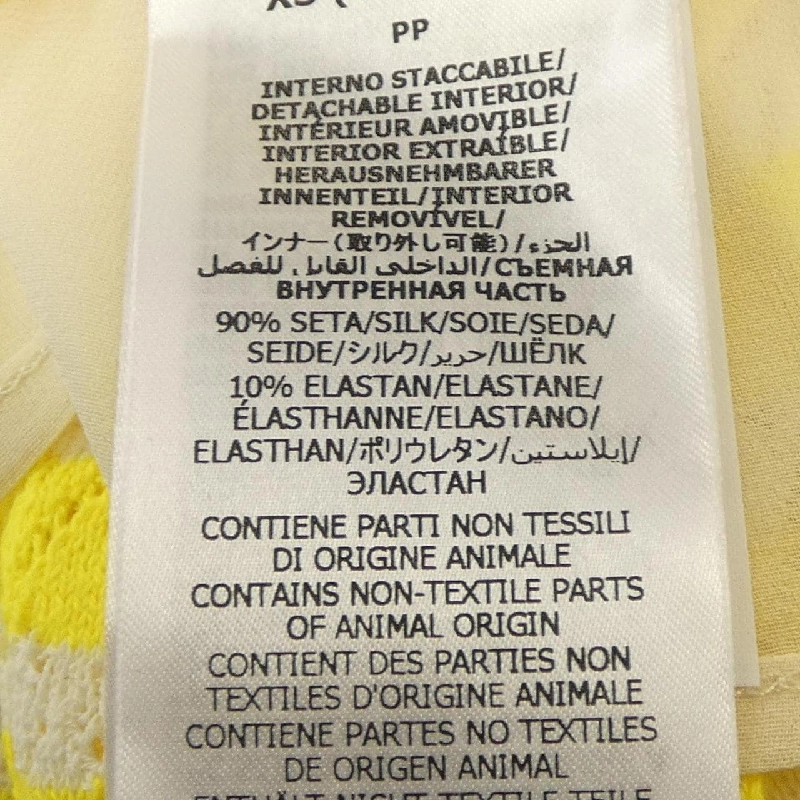 PP
INTERNO STACCABILE/
DETACHABLE INTERIOR/
INTÉRIEUR AMOVIBLE/
INTERIOR EXTRAÍBLE/
HERAUSNEHMBARER
INNENTEIL/INTERIOR
REMOVÍVEL/
インナー(取り外し可能)/الجزء
الداخلي القابل للفصل/СЪЕМНАЯ
ВНУТРЕННАЯ ЧАСТЬ
90% SETA/SILK/SOIE/SEDA/
SEIDE/シルク/حرير/ШЁЛК
10% ELASTAN/ELASTANE/
ÉLASTHANNE/ELASTANO/
ELASTHAN/ポリウレタン/إيلاستين/
ЭЛАСТАН
CONTIENE PARTI NON TESSILI
DI ORIGINE ANIMALE
CONTAINS NON-TEXTILE PARTS
OF ANIMAL ORIGIN
CONTIENT DES PARTIES NON
TEXTILES D'ORIGINE ANIMALE
CONTIENE PARTES NO TEXTILES
DE ORIGEN ANIMAL
ENTHÄLT NICHT TEXTILE TEILE